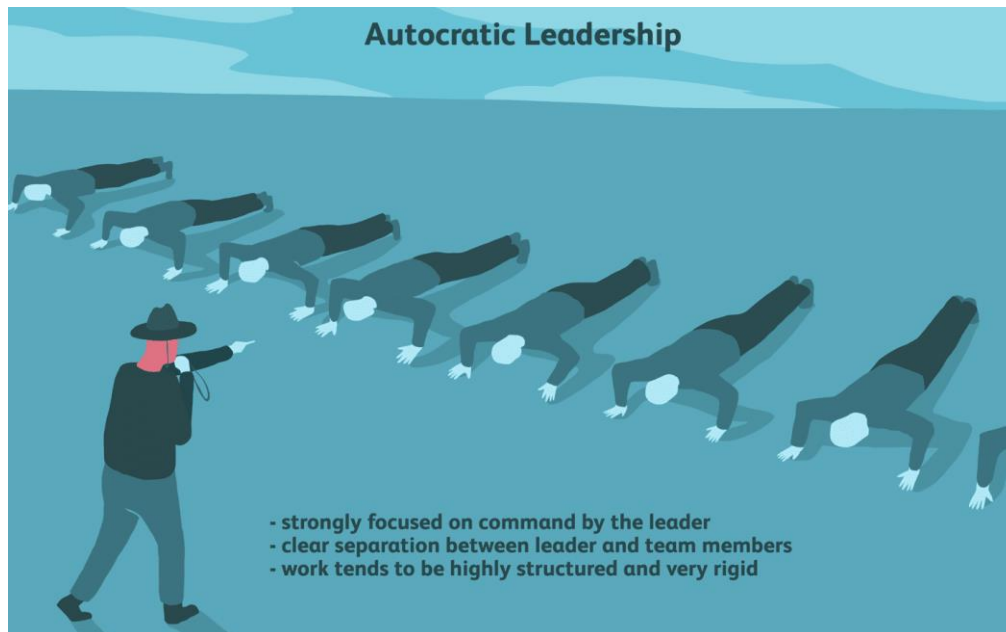 Autocratic Leadership
- strongly focused on command by the leader
- clear separation between leader and team members
- work tends to be highly structured and very rigid